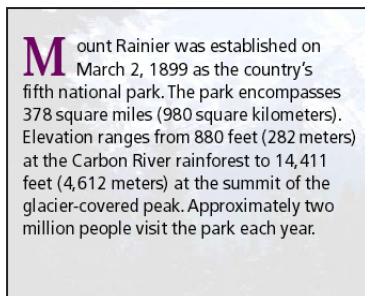 Mount Rainier was established on
March 2, 1899 as the country's
fifth national park. The park encompasses
378 square miles (980 square kilometers).
Elevation ranges from 880 feet (282 meters)
at the Carbon River rainforest to 14,411
feet (4,612 meters) at the summit of the
glacier-covered peak. Approximately two
million people visit the park each year.